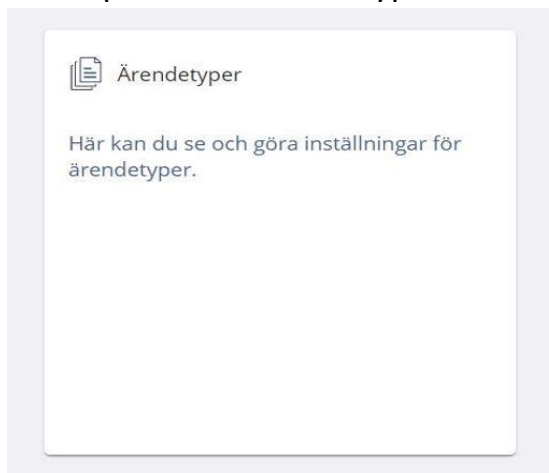 Ärendetyper
Här kan du se och göra inställningar för
ärendetyper.